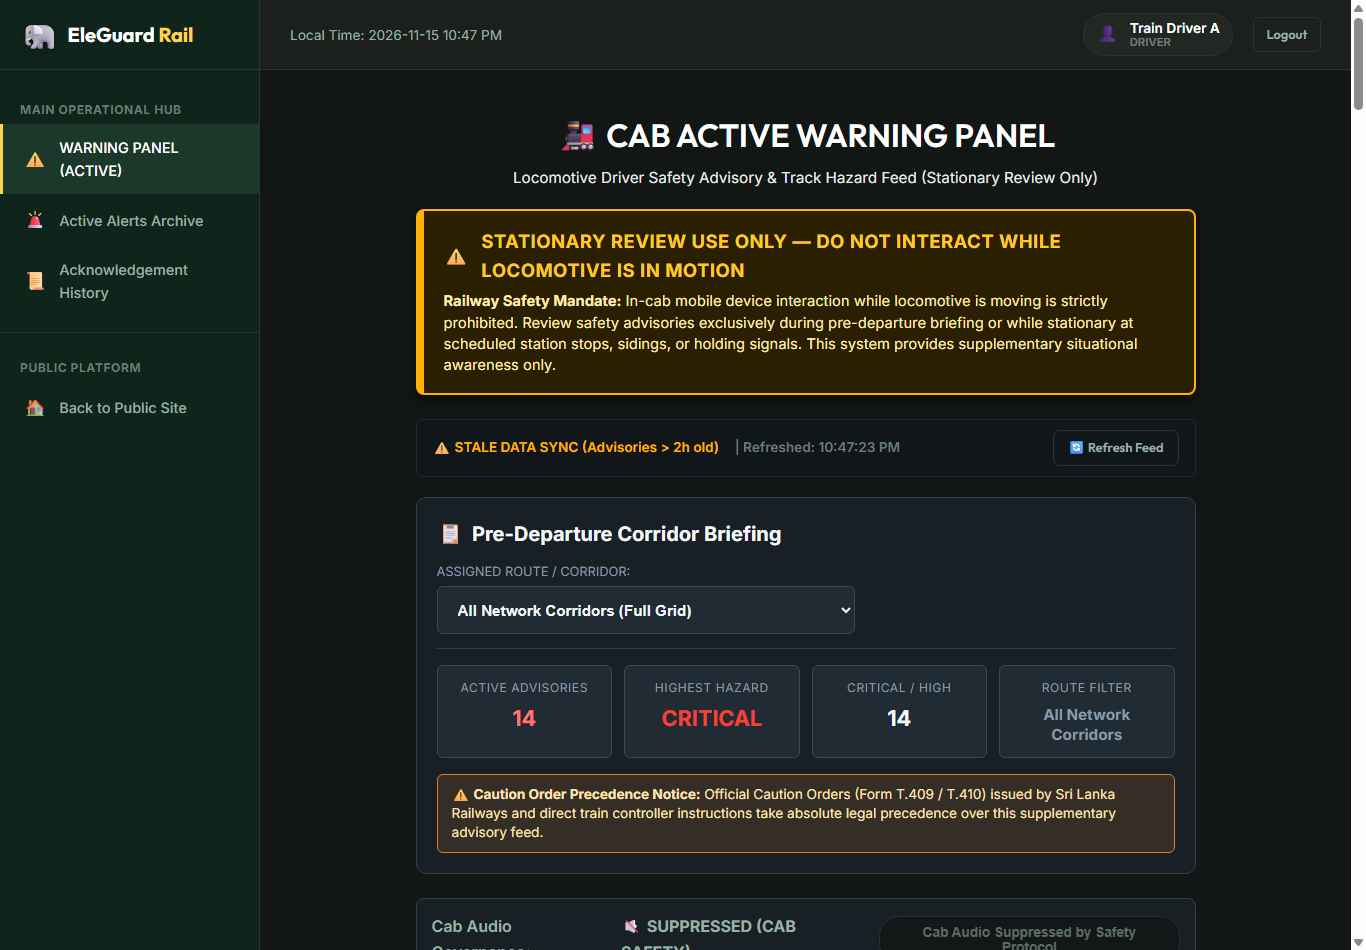 EleGuard Rail
Local Time: 2026-11-15 10:47 PM
Train Driver A
DRIVER
Logout
MAIN OPERATIONAL HUB
WARNING PANEL
(ACTIVE)
Active Alerts Archive
Acknowledgement
History
PUBLIC PLATFORM
Back to Public Site
CAB ACTIVE WARNING PANEL
Locomotive Driver Safety Advisory & Track Hazard Feed (Stationary Review Only)
STATIONARY REVIEW USE ONLY — DO NOT INTERACT WHILE
LOCOMOTIVE IS IN MOTION
Railway Safety Mandate: In-cab mobile device interaction while locomotive is moving is strictly
prohibited. Review safety advisories exclusively during pre-departure briefing or while stationary at
scheduled station stops, sidings, or holding signals. This system provides supplementary situational
awareness only.
STALE DATA SYNC (Advisories > 2h old) | Refreshed: 10:47:23 PM
Refresh Feed
Pre-Departure Corridor Briefing
ASSIGNED ROUTE / CORRIDOR:
All Network Corridors (Full Grid)
ACTIVE ADVISORIES
14
HIGHEST HAZARD
CRITICAL
CRITICAL / HIGH
14
ROUTE FILTER
All Network
Corridors
Caution Order Precedence Notice: Official Caution Orders (Form T.409 / T.410) issued by Sri Lanka
Railways and direct train controller instructions take absolute legal precedence over this supplementary
advisory feed.
Cab Audio
Governance:
SUPPRESSED (CAB
SAFETY)
Cab Audio Suppressed by Safety
Protocol